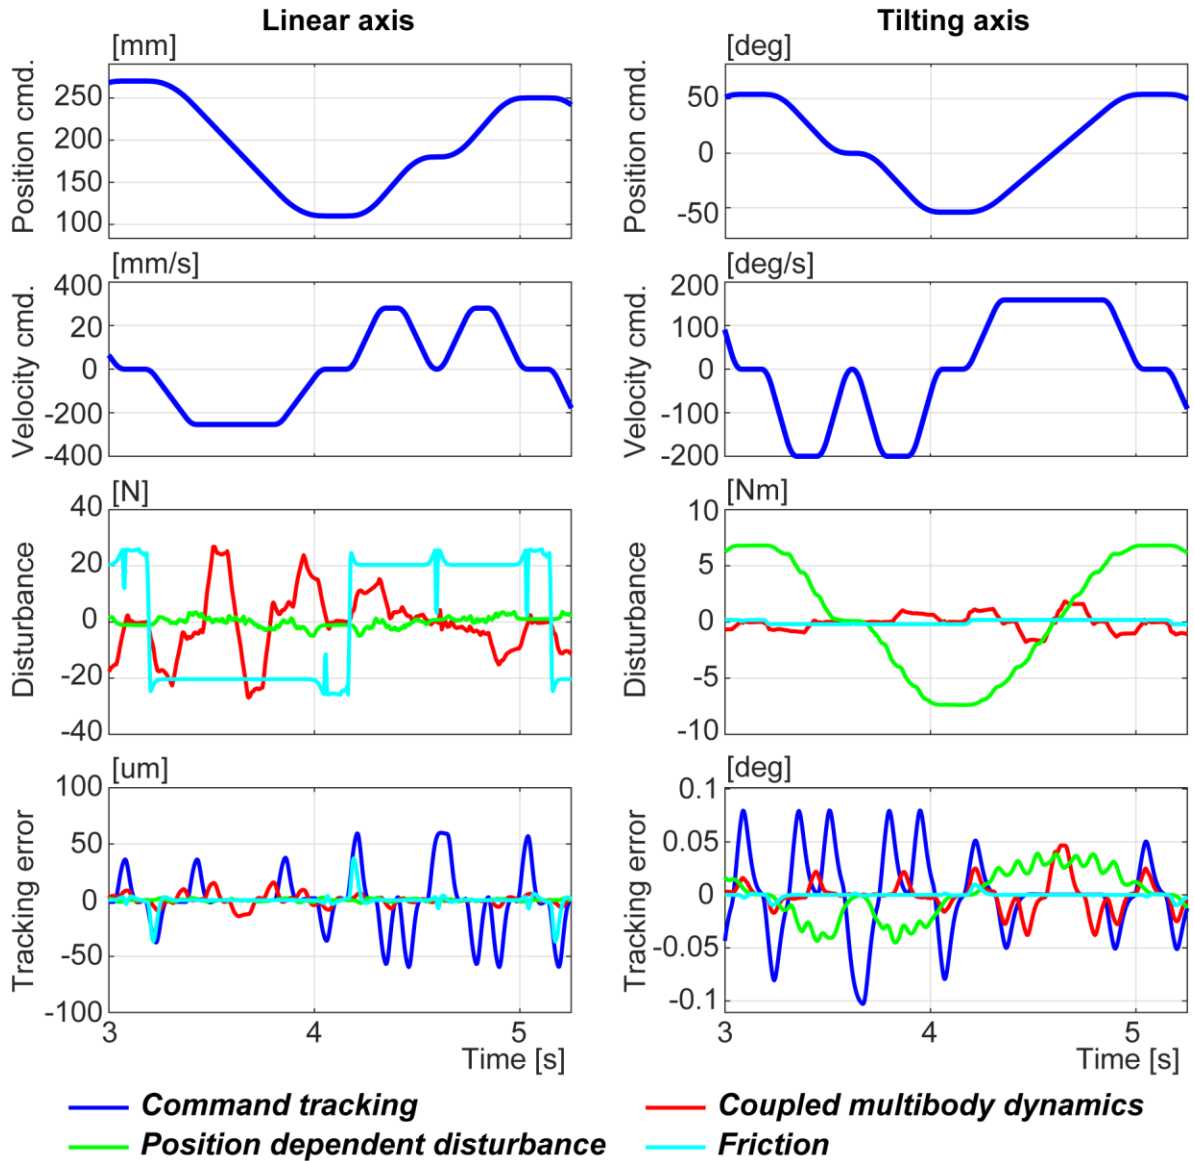 Linear axis
Tilting axis
[mm]
Position cmd.
250
200
150
100
[deg]
Position cmd.
50
0
-50
[mm/s]
Velocity cmd.
400
20
0
-200
-400
[deg/s]
Velocity cmd.
200
100
0
-100
-200
[N]
Disturbance
40
20
0
-20
-40
[Nm]
Disturbance
10
5
0
-5
-10
[um]
Tracking error
100
50
0
-50
-100
3
4
5
Time [s]
[deg]
Tracking error
0.1
0.05
0
-0.05
-0.1
3
4
5
Time [s]
Command tracking
Coupled multibody dynamics
Position dependent disturbance
Friction